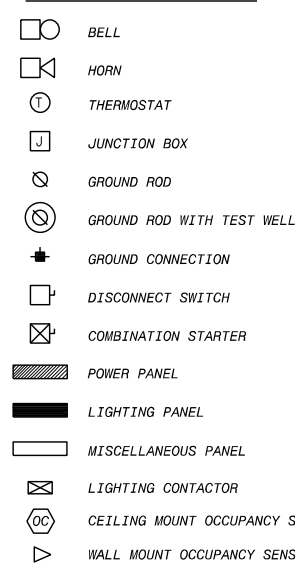 BELL
HORN
T THERMOSTAT
J JUNCTION BOX
GROUND ROD
GROUND ROD WITH TEST WELL
GROUND CONNECTION
DISCONNECT SWITCH
COMBINATION STARTER
POWER PANEL
LIGHTING PANEL
MISCELLANEOUS PANEL
LIGHTING CONTACTOR
OC CEILING MOUNT OCCUPANCY S
WALL MOUNT OCCUPANCY SENS